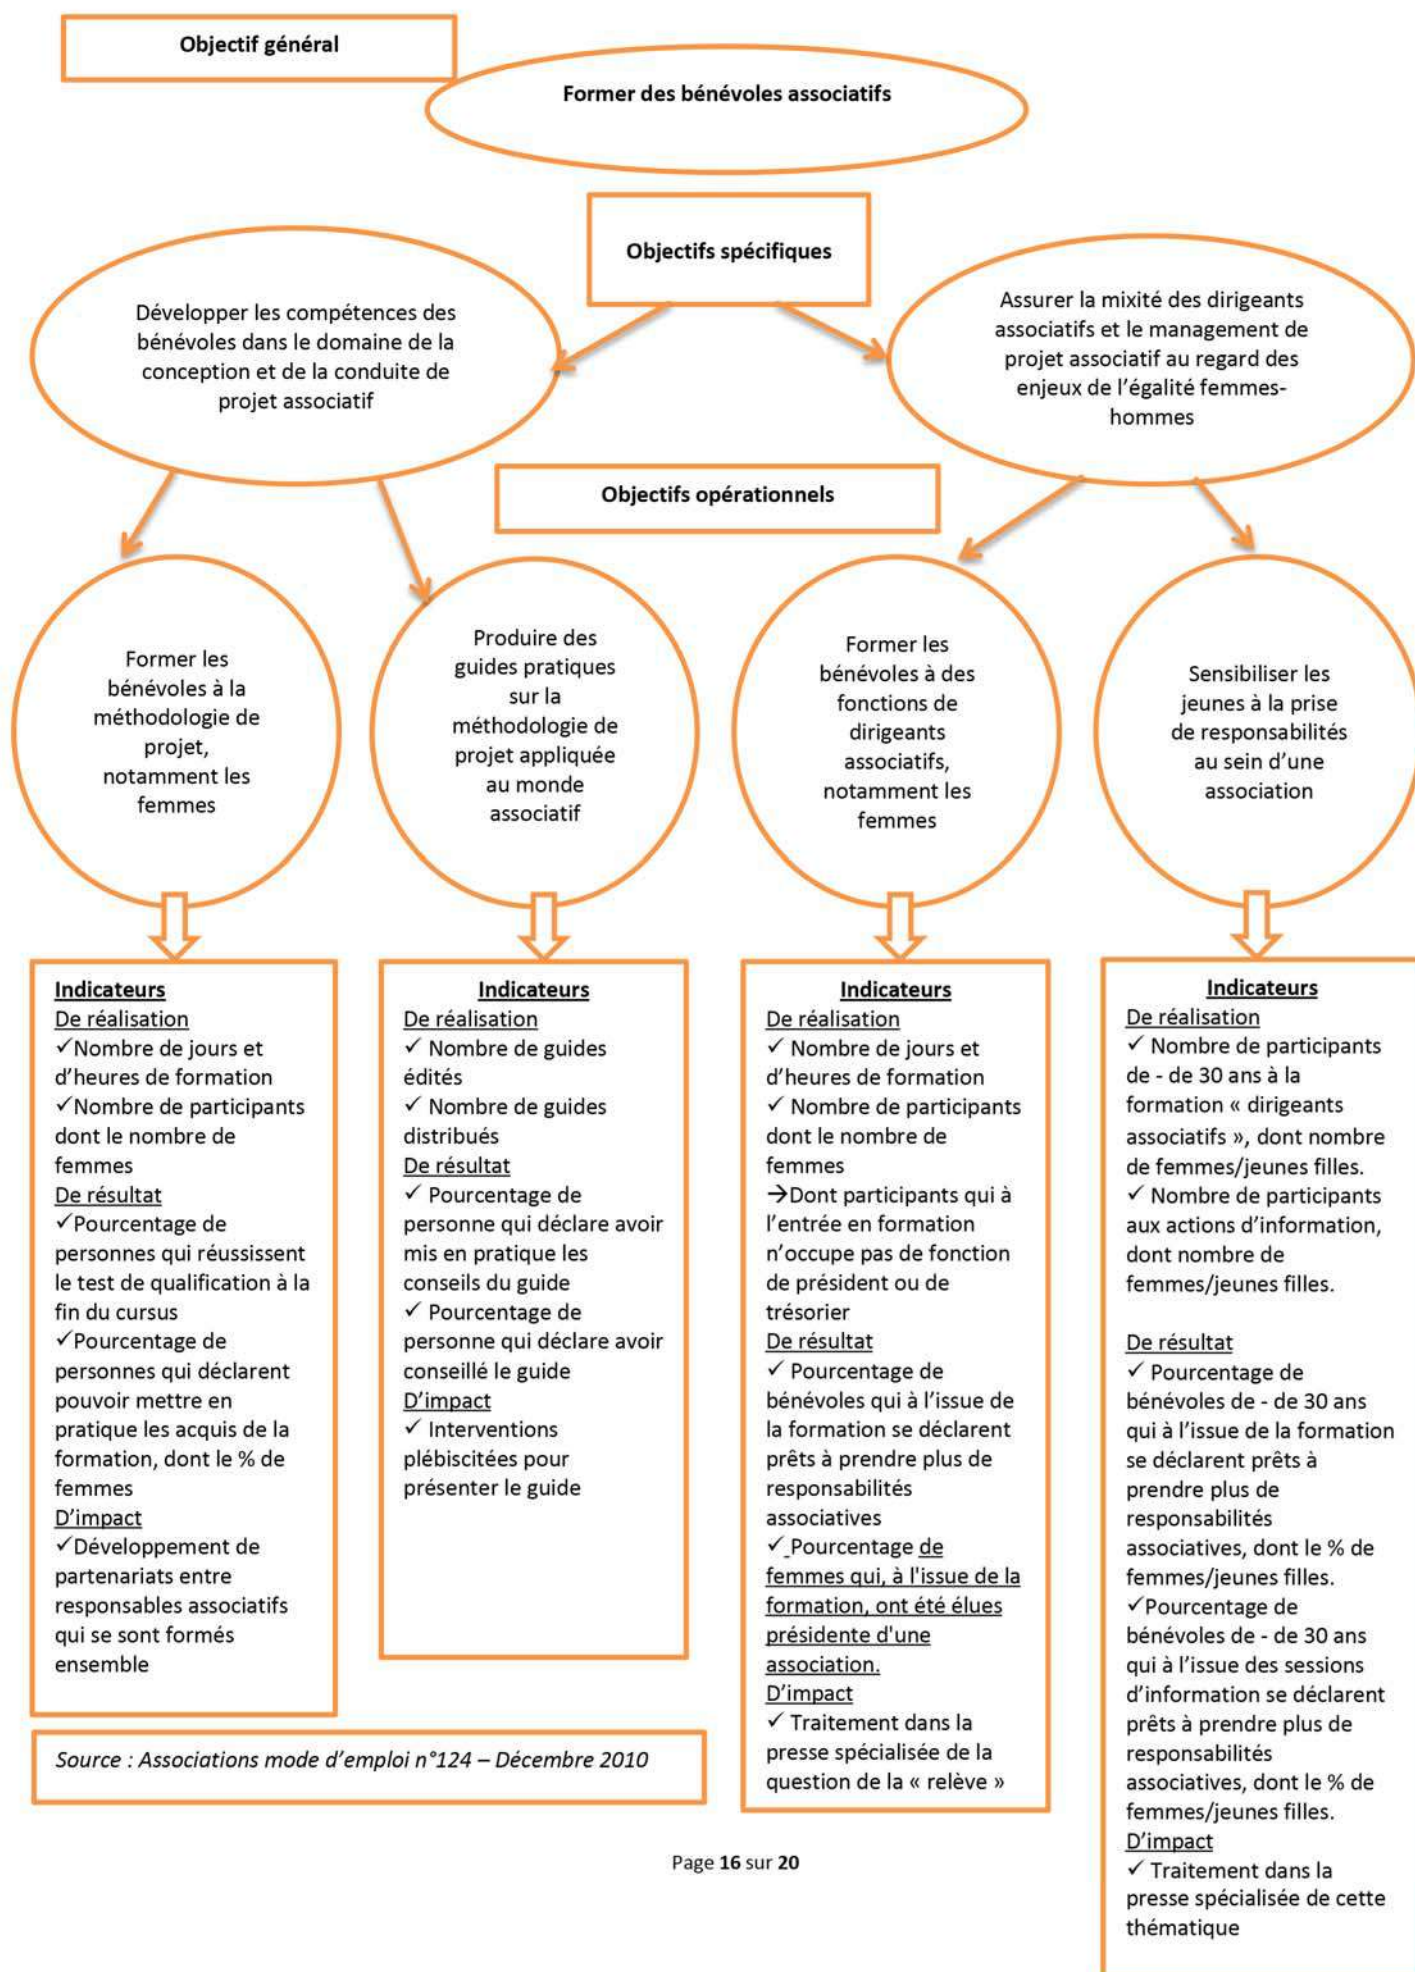 Objectif général
Former des bénévoles associatifs
Objectifs spécifiques
Développer les compétences des
bénévoles dans le domaine de la
conception et de la conduite de
projet associatif
Assurer la mixité des dirigeants
associatifs et le management de
projet associatif au regard des
enjeux de l'égalité femmes-
hommes
Objectifs opérationnels
Former les
bénévoles à la
méthodologie de
projet,
notamment les
femmes
Produire des
guides pratiques
sur la
méthodologie de
projet appliquée
au monde
associatif
Former les
bénévoles à des
fonctions de
dirigeants
associatifs,
notamment les
femmes
Sensibiliser les
jeunes à la prise
de responsabilités
au sein d'une
association
Indicateurs
De réalisation
✓Nombre de jours et
d'heures de formation
✓Nombre de participants
dont le nombre de
femmes
De résultat
✓Pourcentage de
personnes qui réussissent
le test de qualification à la
fin du cursus
✓Pourcentage de
personnes qui déclarent
pouvoir mettre en
pratique les acquis de la
formation, dont le % de
femmes
D'impact
✓Développement de
partenariats entre
responsables associatifs
qui se sont formés
ensemble
Indicateurs
De réalisation
✓ Nombre de guides
édités
✓ Nombre de guides
distribués
De résultat
✓ Pourcentage de
personne qui déclare avoir
mis en pratique les
conseils du guide
✓ Pourcentage de
personne qui déclare avoir
conseillé le guide
D'impact
✓ Interventions
plébiscitées pour
présenter le guide
Indicateurs
De réalisation
✓ Nombre de jours et
d'heures de formation
✓ Nombre de participants
dont le nombre de
femmes
→Dont participants qui à
l'entrée en formation
n'occupe pas de fonction
de président ou de
trésorier
De résultat
✓ Pourcentage de
bénévoles qui à l'issue de
la formation se déclarent
prêts à prendre plus de
responsabilités
associatives
✓ Pourcentage de
femmes qui, à l'issue de la
formation, ont été élues
présidente d'une
association.
D'impact
✓ Traitement dans la
presse spécialisée de la
question de la « relève »
Indicateurs
De réalisation
✓ Nombre de participants
de - de 30 ans à la
formation « dirigeants
associatifs », dont nombre
de femmes/jeunes filles.
✓ Nombre de participants
aux actions d'information,
dont nombre de
femmes/jeunes filles.
De résultat
✓ Pourcentage de
bénévoles de - de 30 ans
qui à l'issue de la formation
se déclarent prêts à
prendre plus de
responsabilités
associatives, dont le % de
femmes/jeunes filles.
✓Pourcentage de
bénévoles de - de 30 ans
qui à l'issue des sessions
d'information se déclarent
prêts à prendre plus de
responsabilités
associatives, dont le % de
femmes/jeunes filles.
D'impact
✓ Traitement dans la
presse spécialisée de cette
thématique
Source : Associations mode d'emploi n°124 – Décembre 2010
Page 16 sur 20